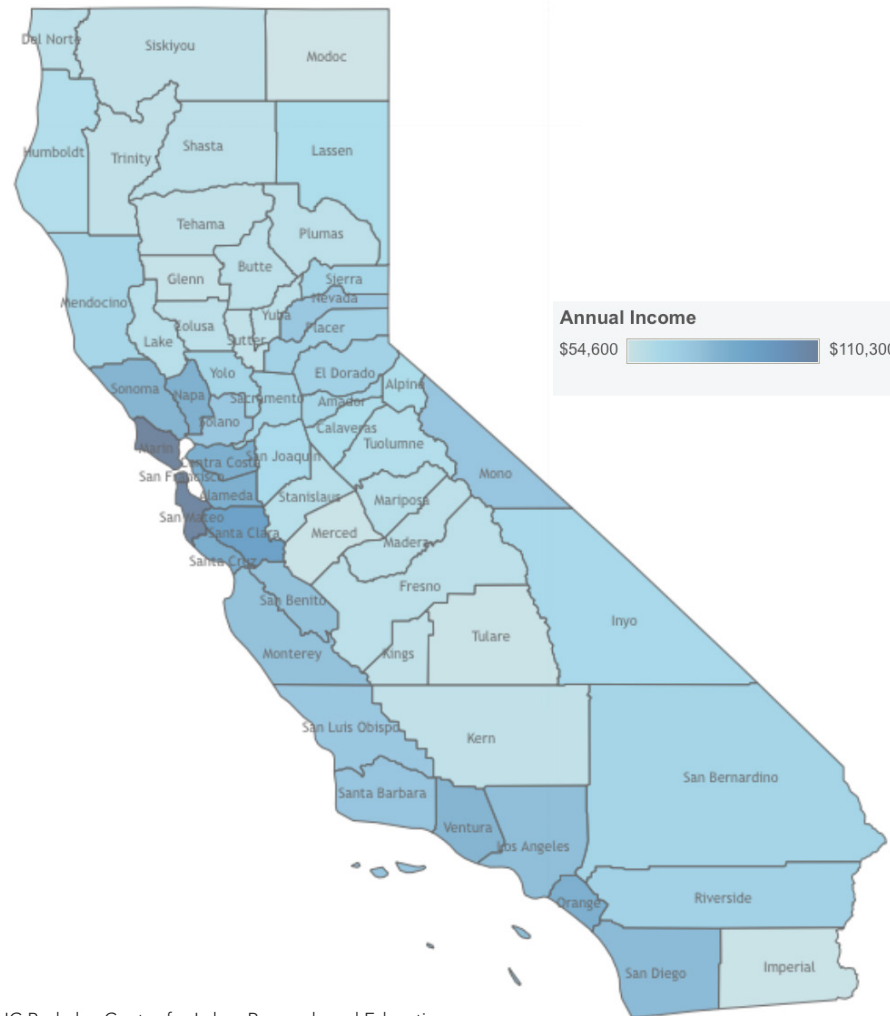 Del Norte
Siskiyou
Modoc
Humboldt
Trinity
Shasta
Lassen
Tehama
Plumas
Glenn
Butte
Sierra
Mendocino
Nevada
Colusa
Yuba
Placer
Lake
Sutter
Annual Income
$54,600
$110,300
Sonoma
Napa
Yolo
El Dorado
Alpine
Sacramento
Amador
Solano
Calaveras
Marin
Contra Costa
San Joaquin
Tuolumne
Mono
San Francisco
Alameda
Stanislaus
Mariposa
San Mateo
Santa Clara
Merced
Madera
Santa Cruz
Fresno
San Benito
Inyo
Monterey
Kings
Tulare
San Luis Obispo
Kern
San Bernardino
Santa Barbara
Ventura
Los Angeles
Orange
Riverside
San Diego
Imperial